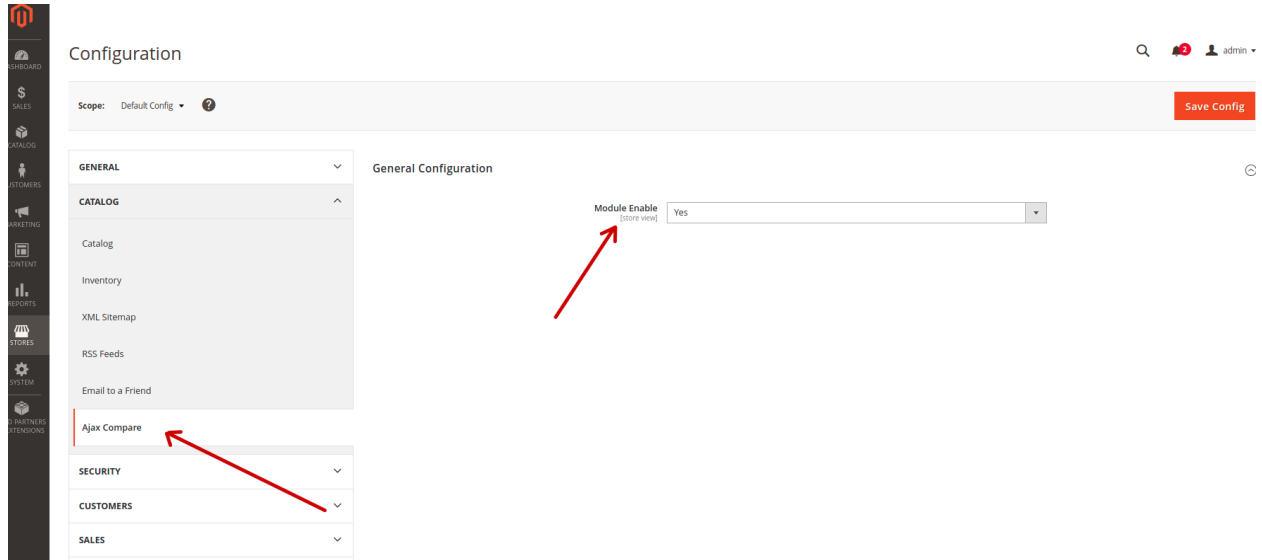 Configuration
2
admin
Scope: Default Config ?
Save Config
ASHBOARD
$
SALES
CATALOG
USTOMERS
ARKETING
CONTENT
REPORTS
STORES
SYSTEM
D PARTNERS
XTENSIONS
GENERAL
CATALOG
Catalog
Inventory
XML Sitemap
RSS Feeds
Email to a Friend
Ajax Compare
SECURITY
CUSTOMERS
SALES
General Configuration
Module Enable
[store view]
Yes